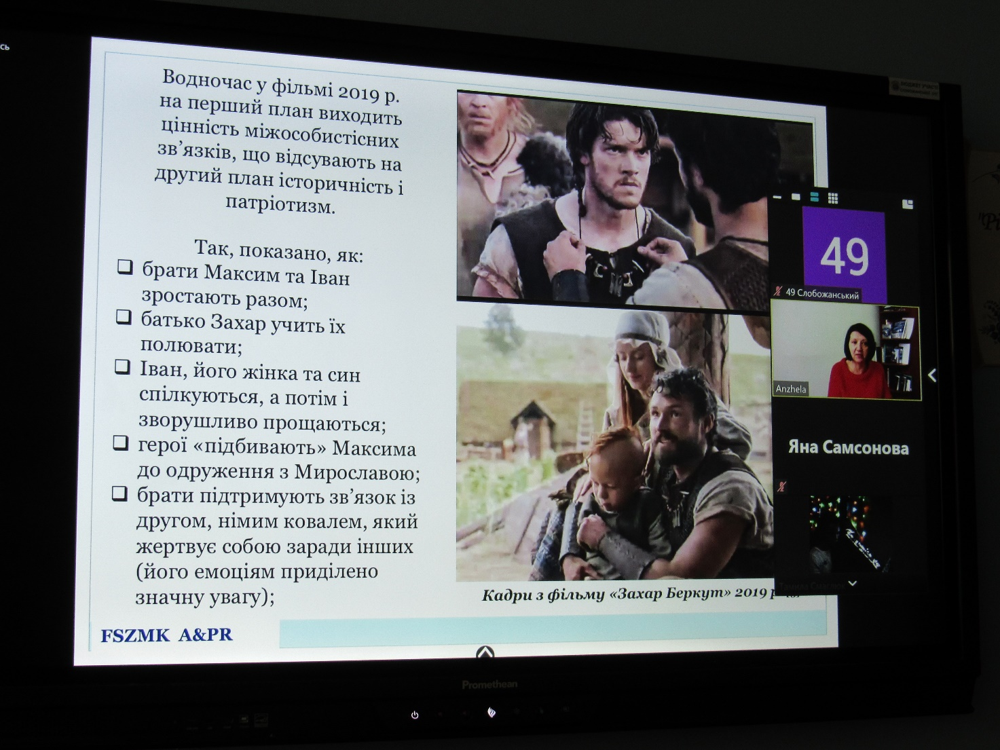 сь
Водночас у фільмі 2019 р.
на перший план виходить
цінність міжособистісних
зв’язків, що відсувають на
другий план історичність і
патріотизм.
Так, показано, як:
брати Максим та Іван
зростають разом;
батько Захар учить їх
полювати;
Іван, його жінка та син
спілкуються, а потім і
зворушливо прощаються;
герої «підбивають» Максима
до одруження з Мирославою;
брати підтримують зв’язок із
другом, німим ковалем, який
жертвує собою заради інших
(його емоціям приділено
значну увагу);
Кадри з фільму «Захар Беркут» 2019 р
FSZMK A&PR
49
49 Слобожанський
Anzhela
Яна Самсонова
Promethean